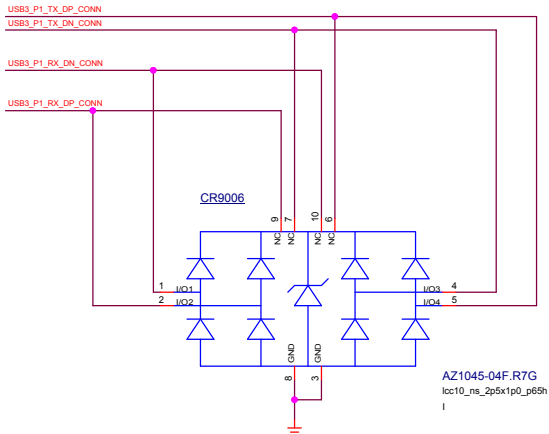 USB3_P1_TX_DP_CONN
USB3_P1_TX_DN_CONN
USB3_P1_RX_DN_CONN
USB3_P1_RX_DP_CONN
CR9006
9
7
10
6
NC
NC
NC
NC
1
I/O1
I/O3
4
2
I/O2
I/O4
5
GND
GND
8
3
AZ1045-04F.R7G
lcc10_ns_2p5x1p0_p65h
I